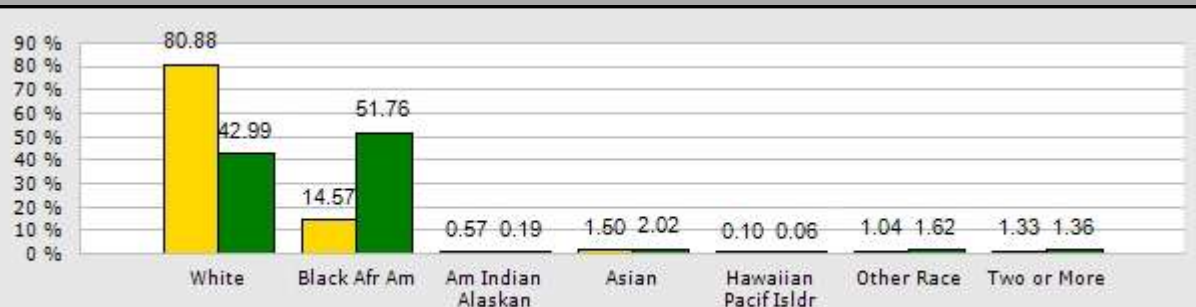 90 %
80 %
70 %
60 %
50 %
40 %
30 %
20 %
10 %
0 %
80.88
42.99
14.57
51.76
0.57 0.19
1.50 2.02
0.10 0.06
1.04 1.62
1.33 1.36
White
Black Afr Am
Am Indian
Alaskan
Asian
Hawaiian
Pacif Isldr
Other Race
Two or More